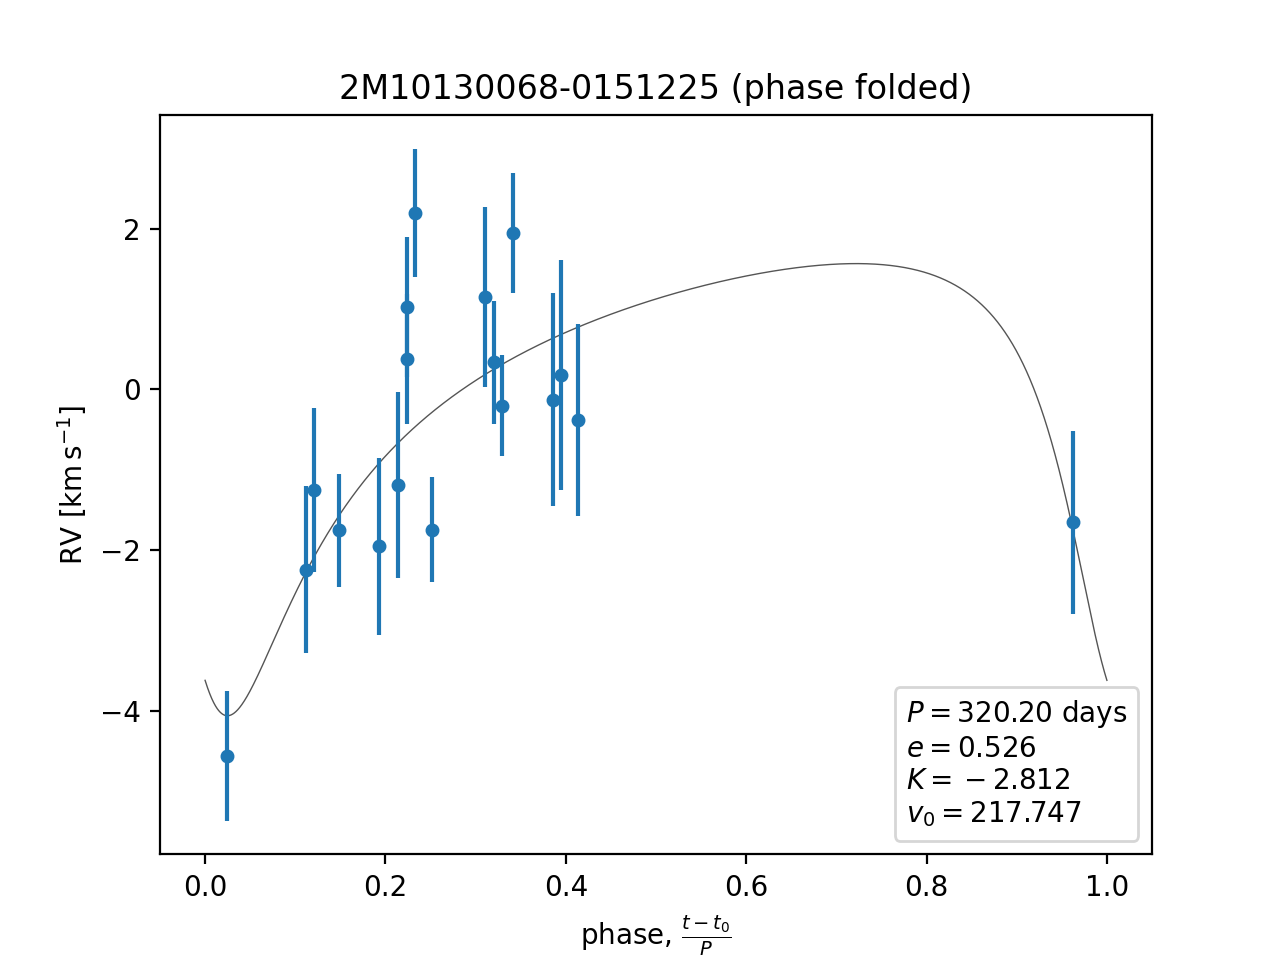 2M10130068-0151225 (phase folded)
RV [km s⁻¹]
2
0
−2
−4
P = 320.20 days
e = 0.526
K = −2.812
v₀ = 217.747
0.0 0.2 0.4 0.6 0.8 1.0
phase, \frac{t-t_0}{P}